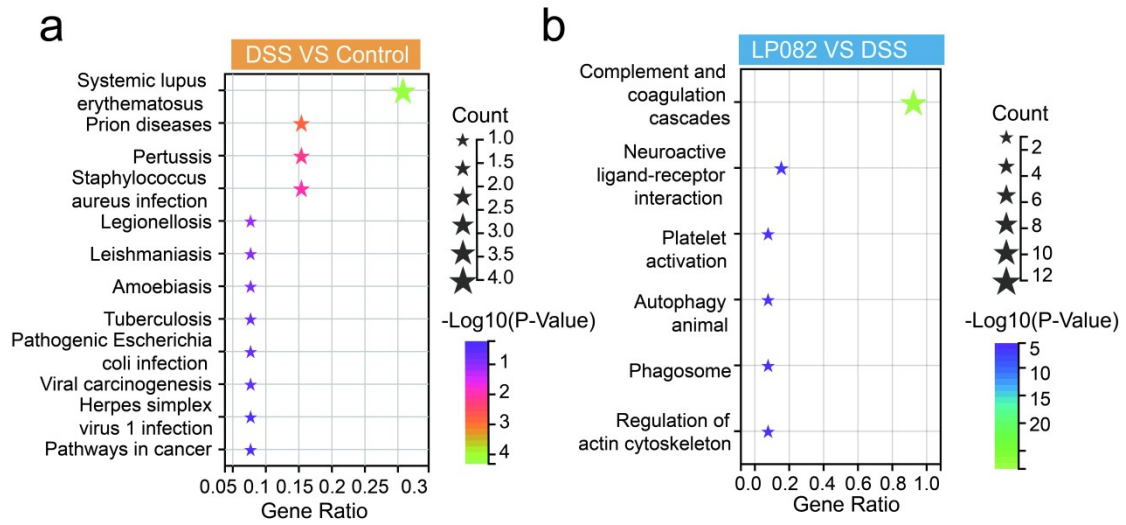 a
DSS VS Control
Systemic lupus
erythematosus
Prion diseases
Pertussis
Staphylococcus
aureus infection
Legionellosis
Leishmaniasis
Amoebiasis
Tuberculosis
Pathogenic Escherichia
coli infection
Viral carcinogenesis
Herpes simplex
virus 1 infection
Pathways in cancer
0.05 0.1 0.15 0.2 0.25 0.3
Gene Ratio
Count
1.0
1.5
2.0
2.5
3.0
3.5
4.0
-Log10(P-Value)
1
2
3
4
b
LP082 VS DSS
Complement and
coagulation
cascades
Neuroactive
ligand-receptor
interaction
Platelet
activation
Autophagy
animal
Phagosome
Regulation of
actin cytoskeleton
0.0 0.2 0.4 0.6 0.8 1.0
Gene Ratio
Count
2
4
6
8
10
12
-Log10(P-Value)
5
10
15
20